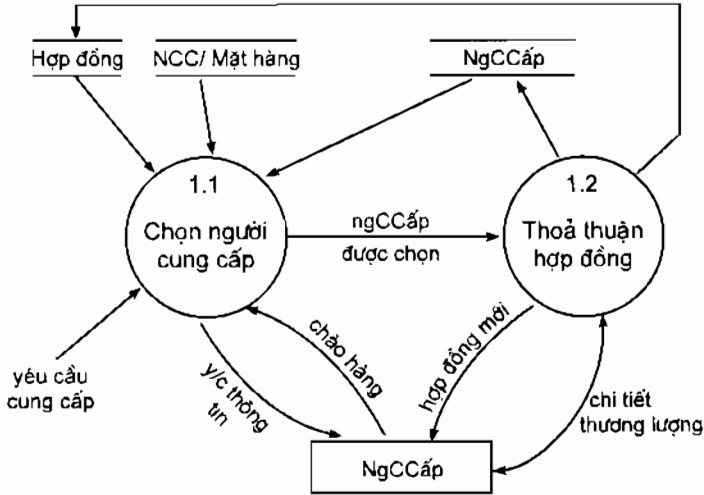 Hợp đồng
NCC/ Mặt hàng
NgCCấp
1.1
Chọn người
cung cấp
ngCCấp
được chọn
1.2
Thoả thuận
hợp đồng
yêu cầu
cung cấp
y/c thông
tin
chào hàng
hợp đồng mới
chi tiết
thương lượng
NgCCấp